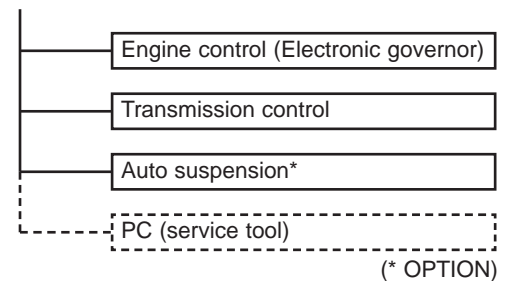 Engine control (Electronic governor)
Transmission control
Auto suspension*
PC (service tool)
(* OPTION)